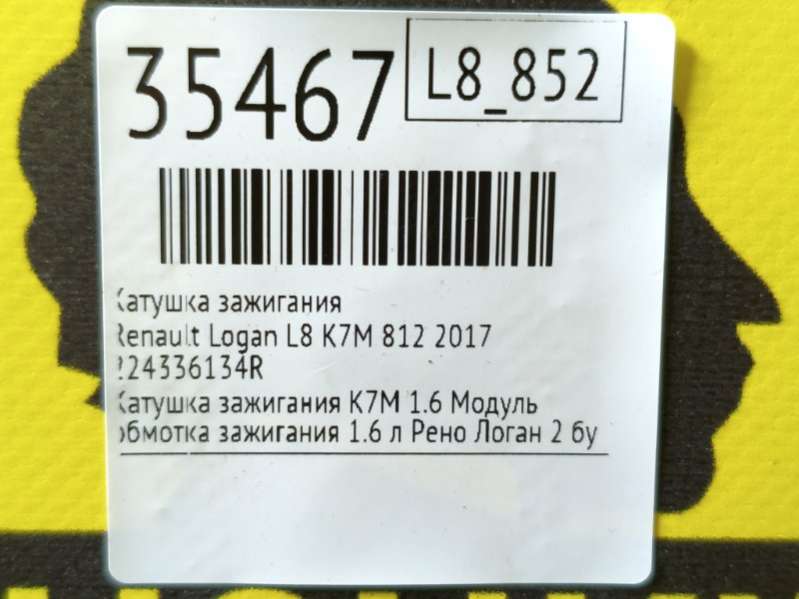 35467
L8_852
Катушка зажигания
Renault Logan L8 K7M 812 2017
224336134R
Катушка зажигания K7M 1.6 Модуль
обмотка зажигания 1.6 л Рено Логан 2 бу